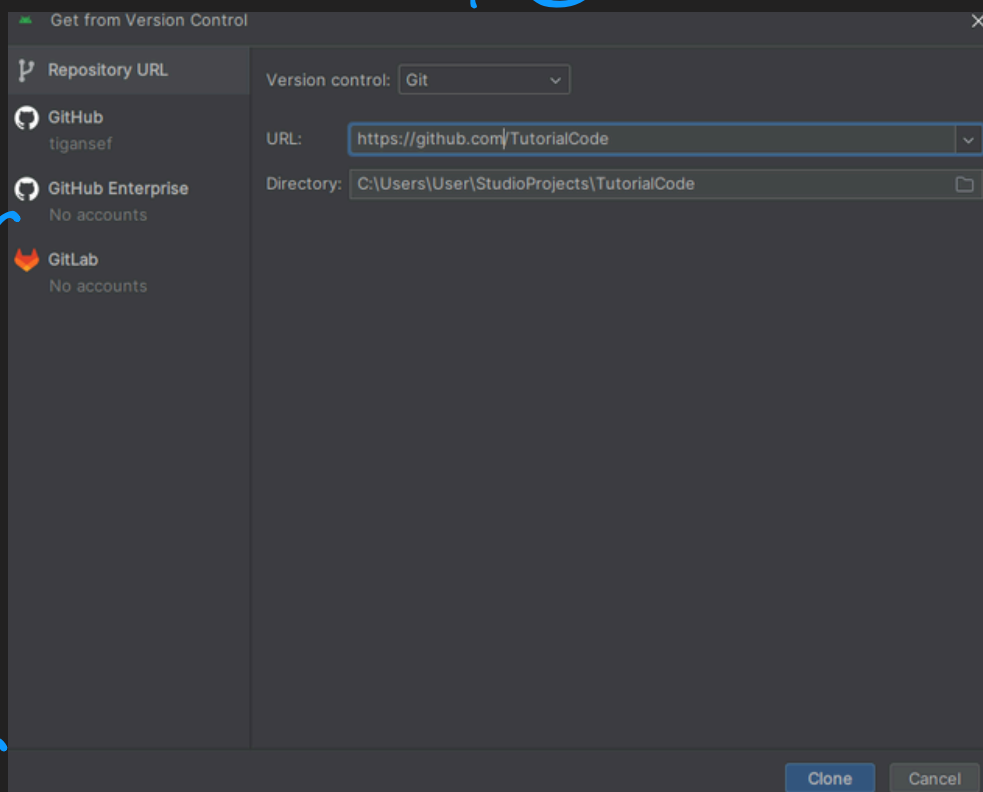 Get from Version Control
Repository URL
GitHub
tigansef
GitHub Enterprise
No accounts
GitLab
No accounts
Version control: Git
URL: https://github.com/TutorialCode
Directory: C:\Users\User\StudioProjects\TutorialCode
Clone Cancel